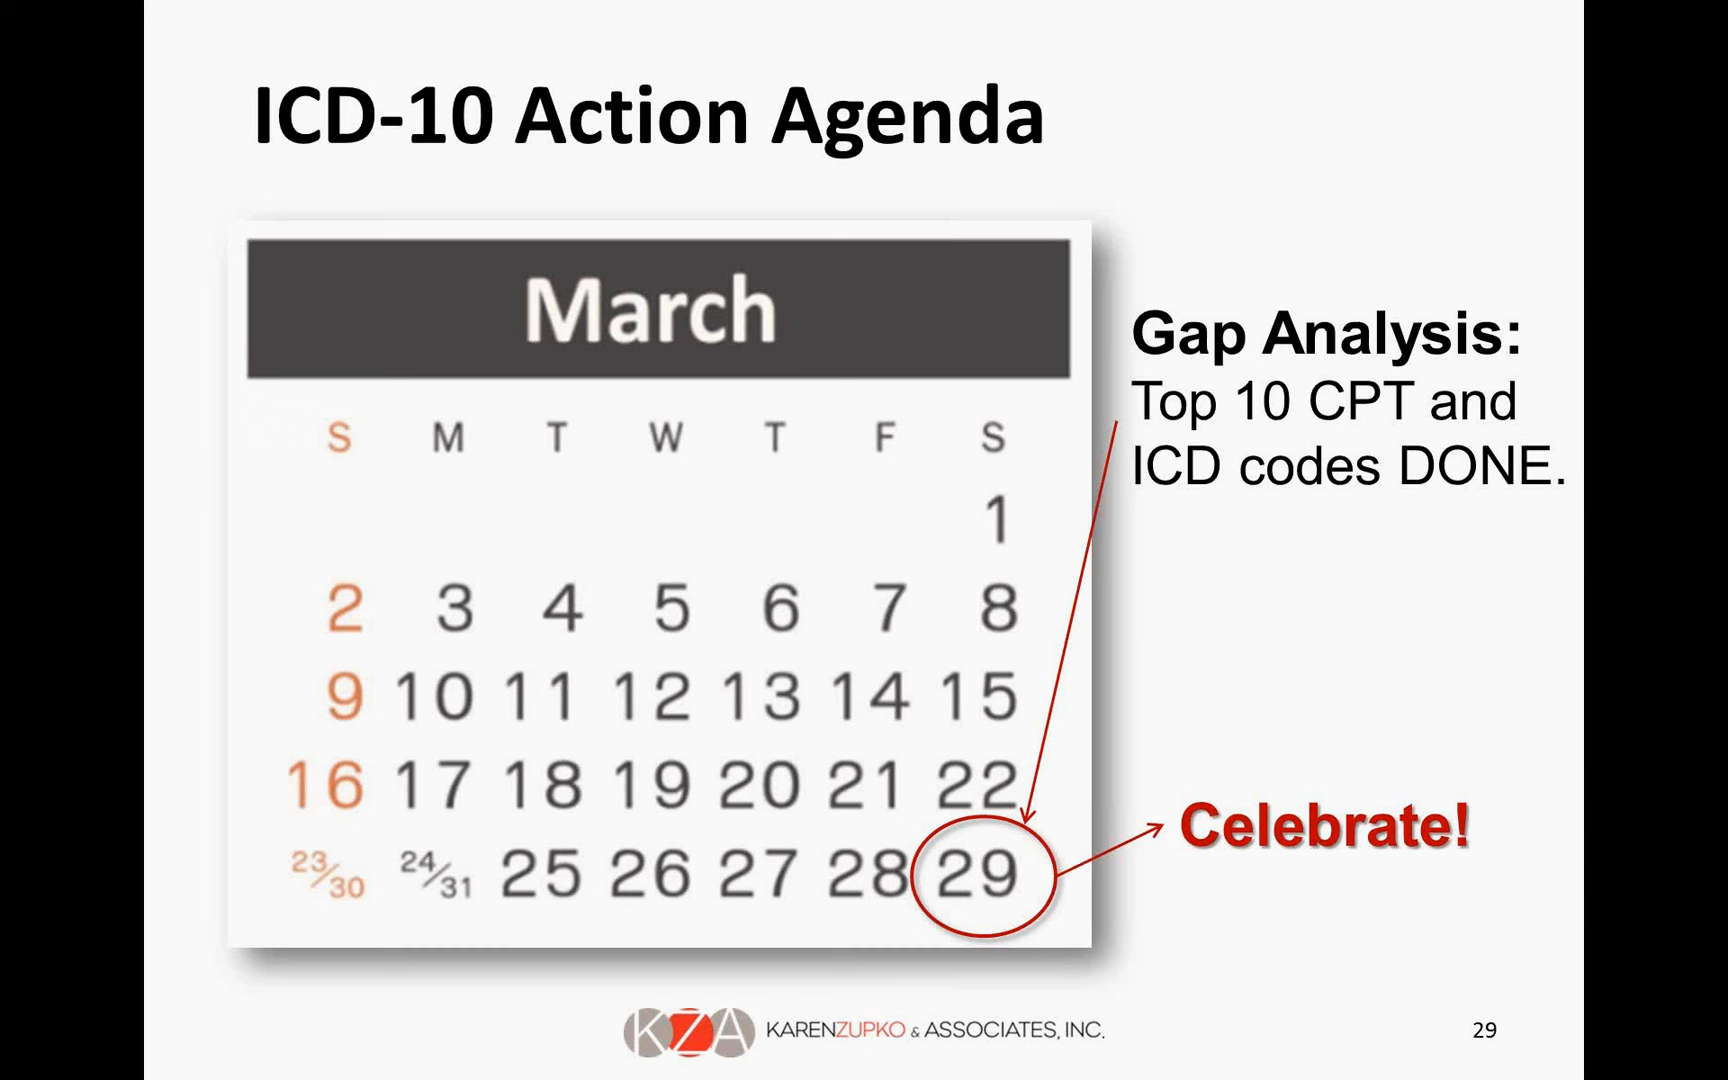 ICD-10 Action Agenda
March
S M T W T F S
1
2 3 4 5 6 7 8
9 10 11 12 13 14 15
16 17 18 19 20 21 22
23/30 24/31 25 26 27 28 29
Gap Analysis:
Top 10 CPT and
ICD codes DONE.
Celebrate!
KZA KARENZUPKO & ASSOCIATES, INC.
29